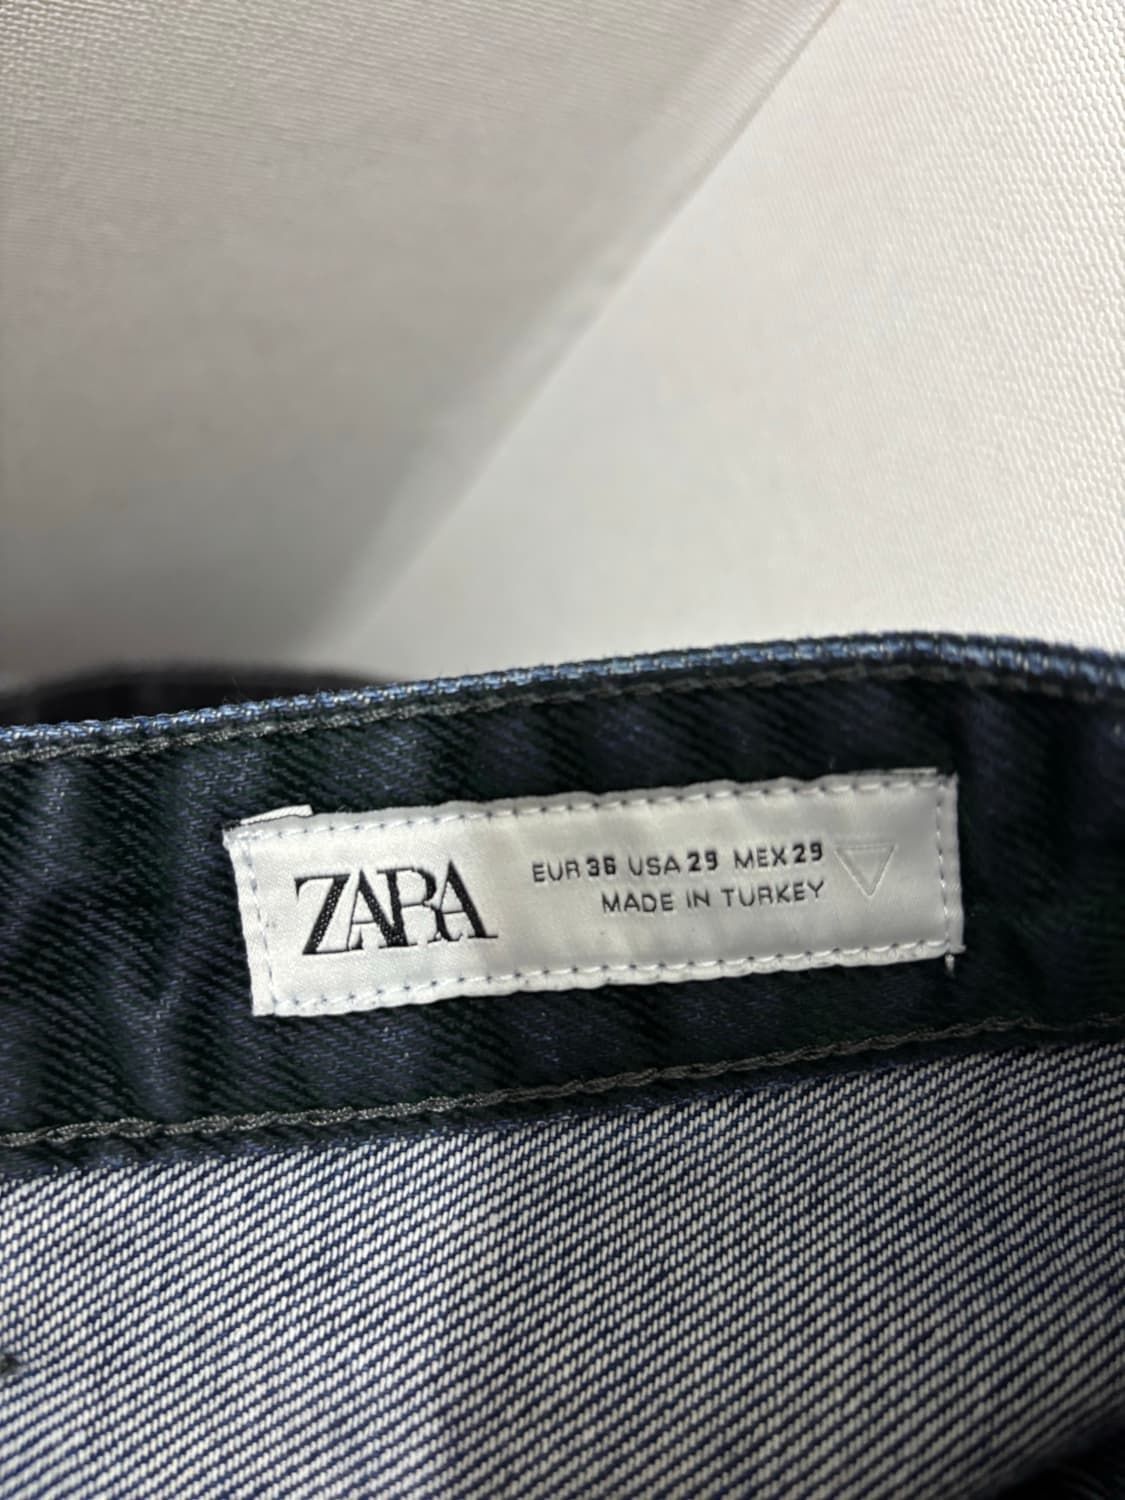 ZARA
EUR 36 USA 29 MEX 29
MADE IN TURKEY